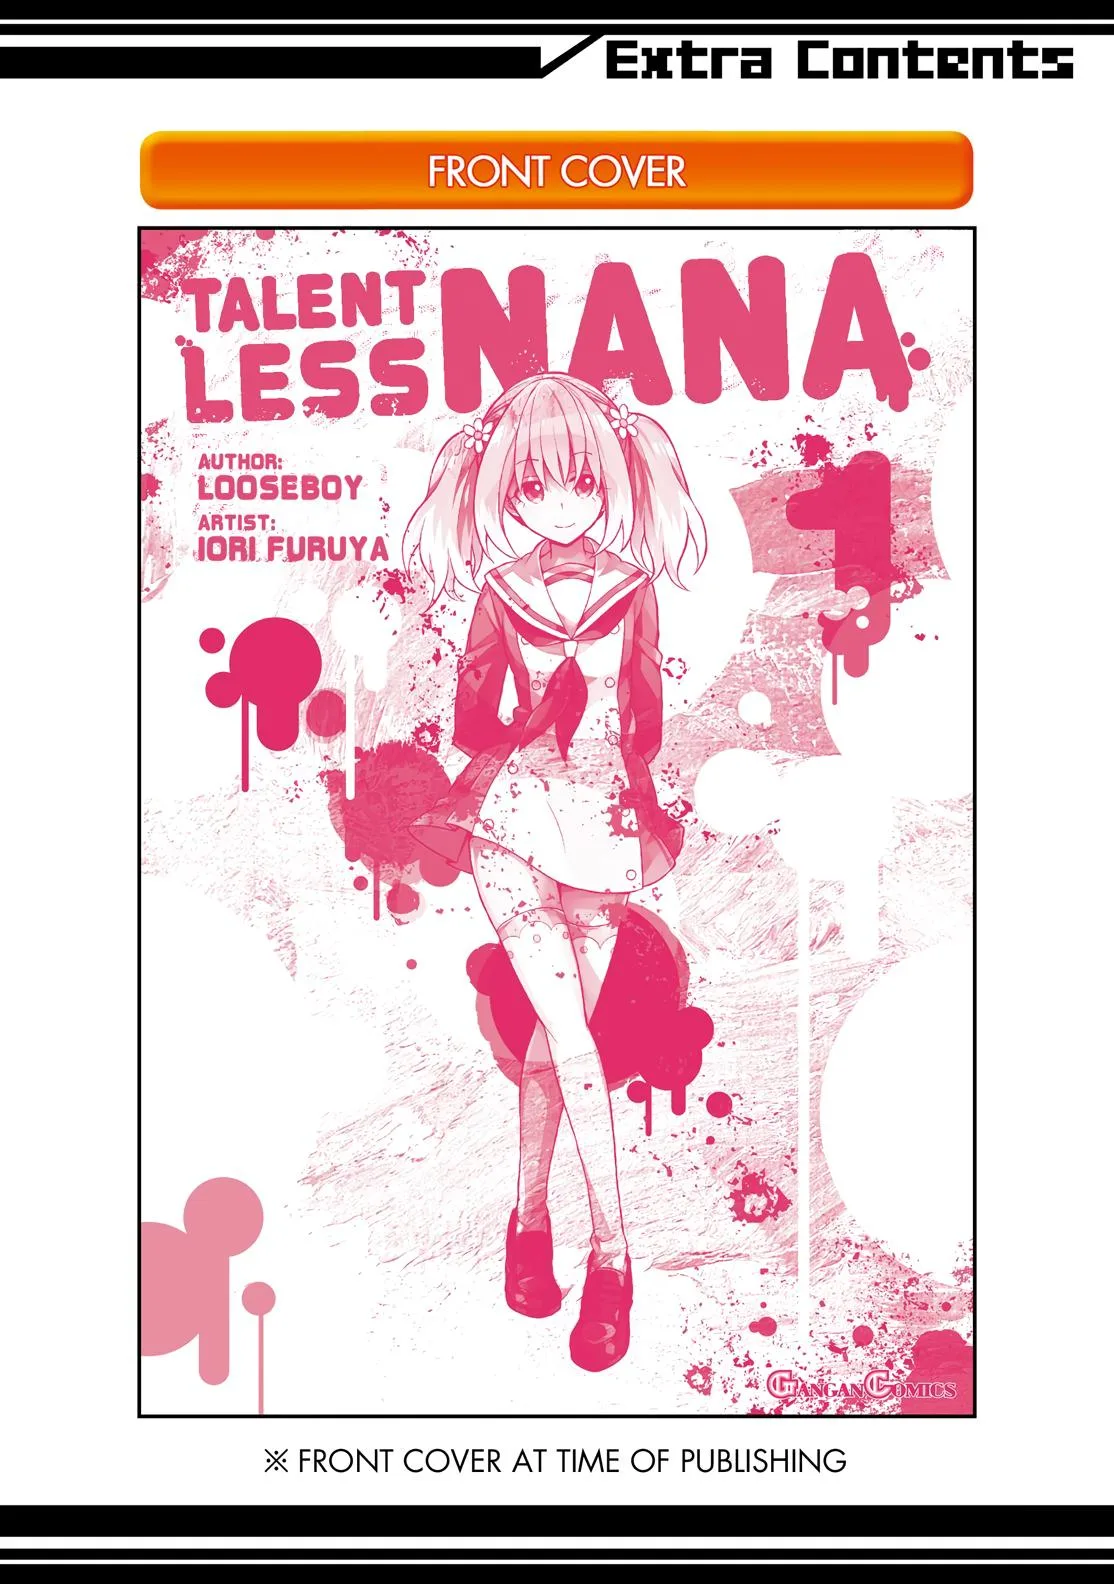 Extra Contents
FRONT COVER
TALENT
LESS NANA
AUTHOR:
LOOSEBOY
ARTIST:
IORI FURUYA
1
GANGAN COMICS
※ FRONT COVER AT TIME OF PUBLISHING